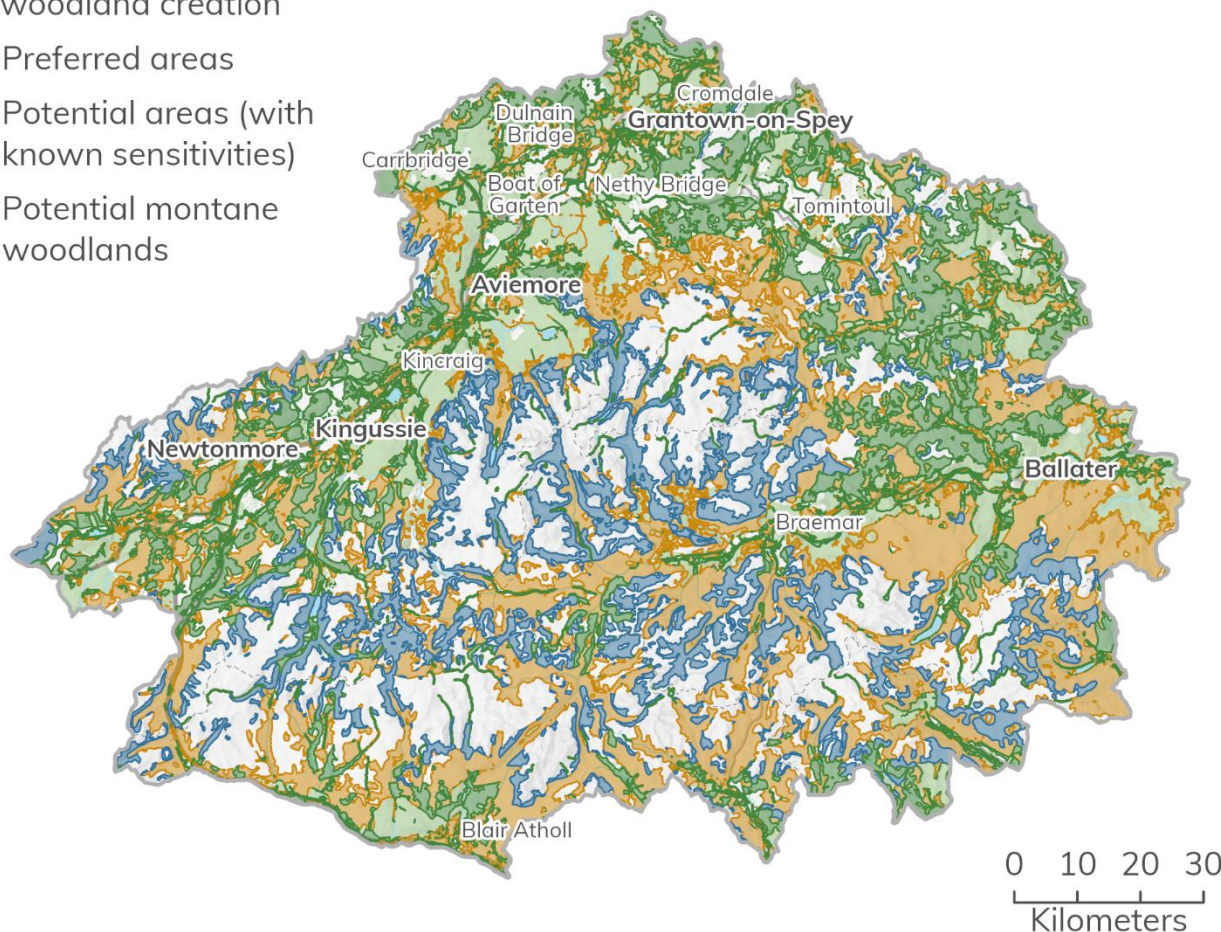 woodland creation
Preferred areas
Potential areas (with
known sensitivities)
Potential montane
woodlands
Cromdale
Dulnain
Bridge
Grantown-on-Spey
Carrbridge
Boat of
Garten
Nethy Bridge
Tomintoul
Aviemore
Kincraig
Kingussie
Newtonmore
Ballater
Braemar
Blair Atholl
0 10 20 30
Kilometers